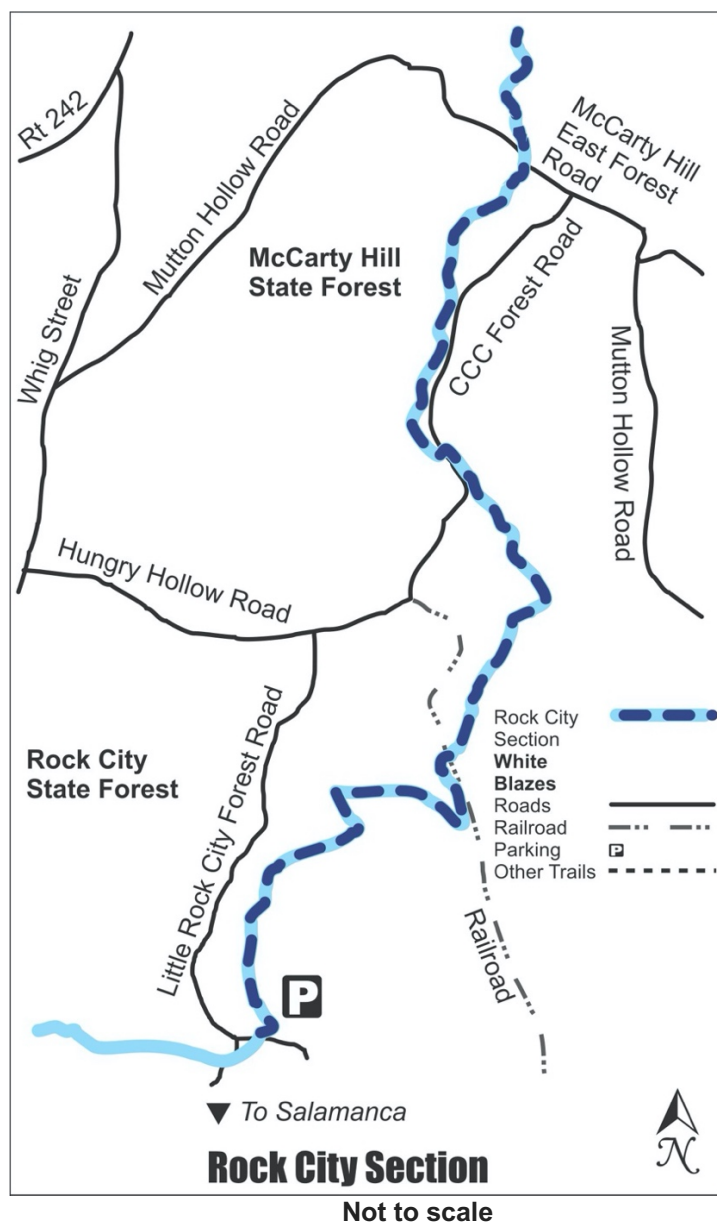 Rt 242
Mutton Hollow Road
McCarty Hill
East Forest
Road
McCarty Hill
State Forest
CCC Forest Road
Whig Street
Mutton Hollow Road
Hungry Hollow Road
Rock City
State Forest
Little Rock City Forest Road
Rock City
Section
White
Blazes
Roads
Railroad
Parking
P
Other Trails
Railroad
P
To Salamanca
N
Rock City Section
Not to scale